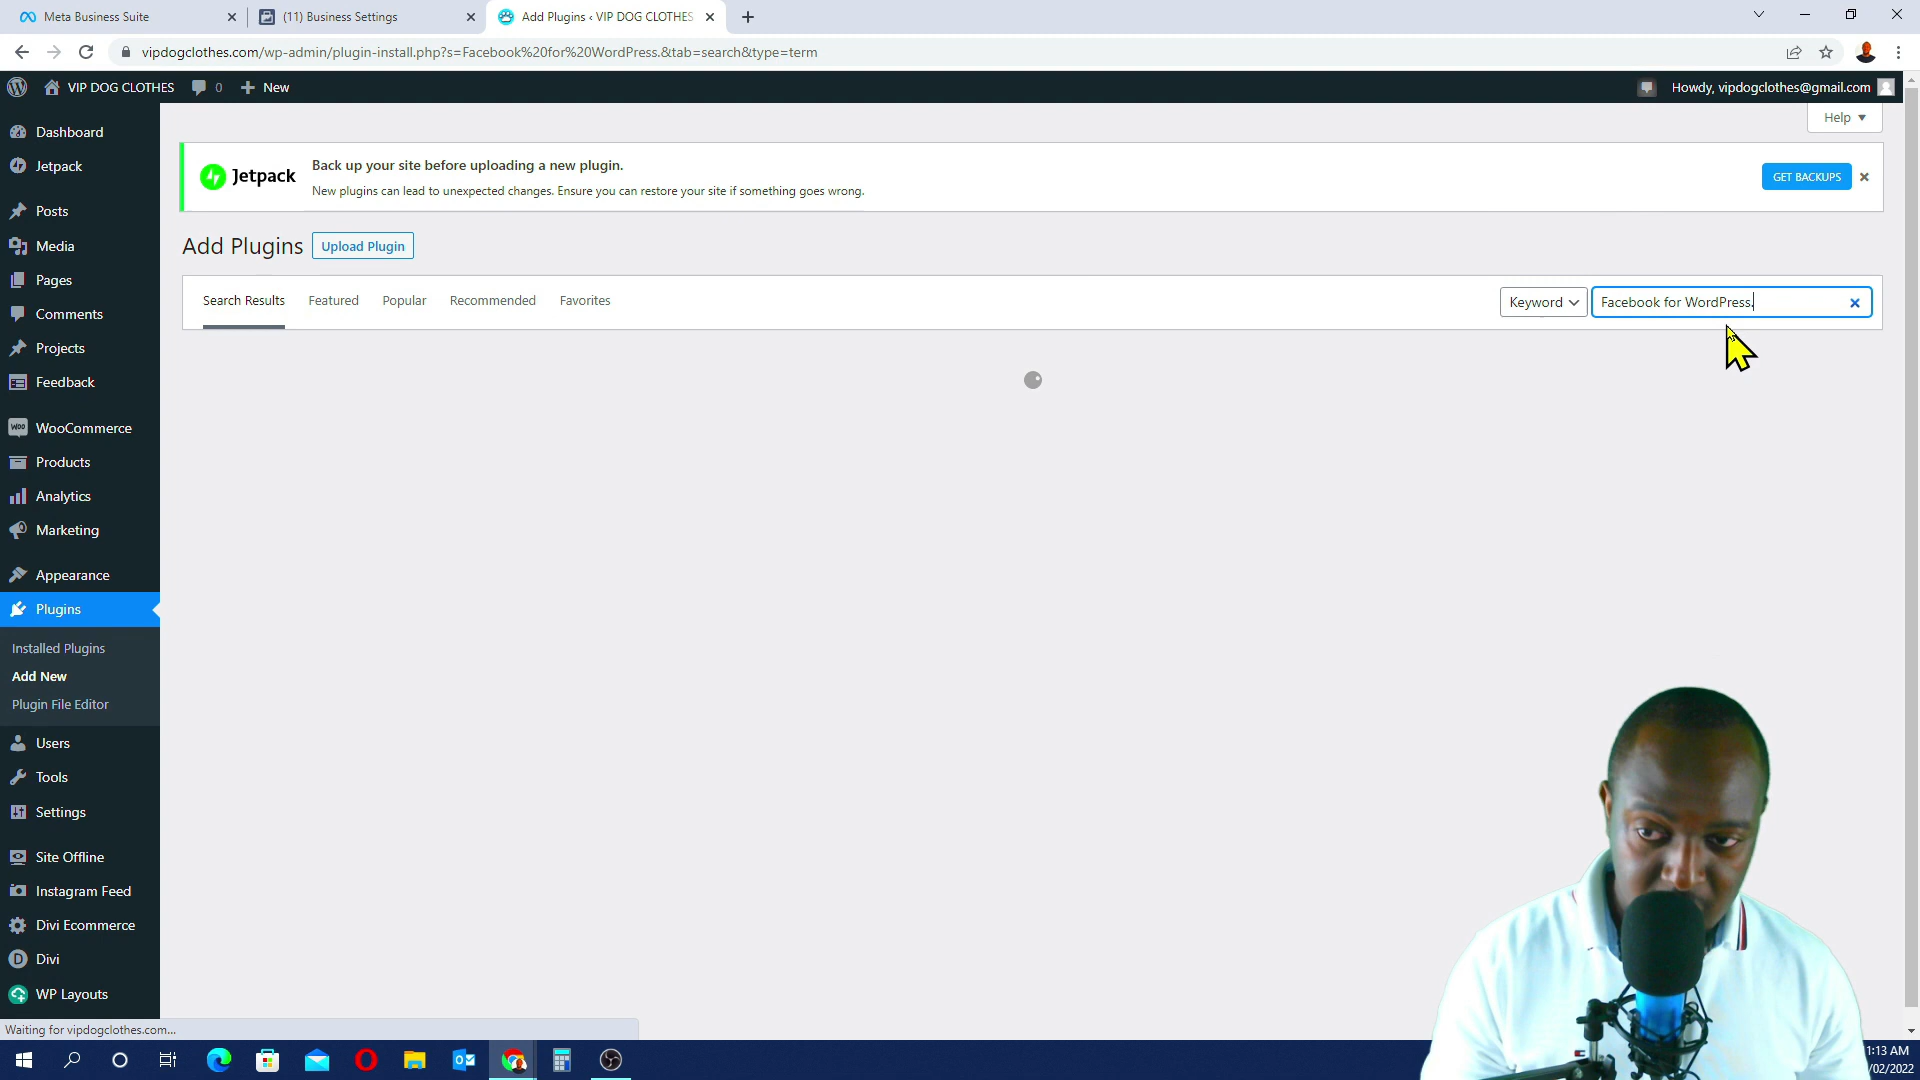 Meta Business Suite
(11) Business Settings
Add Plugins ‹ VIP DOG CLOTHES
vipdogclothes.com/wp-admin/plugin-install.php?s=Facebook%20for%20WordPress.&tab=search&type=term
VIP DOG CLOTHES
0
New
Howdy, vipdogclothes@gmail.com
Help
Dashboard
Jetpack
Posts
Media
Pages
Comments
Projects
Feedback
WooCommerce
Products
Analytics
Marketing
Appearance
Plugins
Installed Plugins
Add New
Plugin File Editor
Users
Tools
Settings
Site Offline
Instagram Feed
Divi Ecommerce
Divi
WP Layouts
Jetpack
Back up your site before uploading a new plugin.
New plugins can lead to unexpected changes. Ensure you can restore your site if something goes wrong.
GET BACKUPS
Add Plugins
Upload Plugin
Search Results
Featured
Popular
Recommended
Favorites
Keyword
Facebook for WordPress.
Waiting for vipdogclothes.com...
1:13 AM
/02/2022